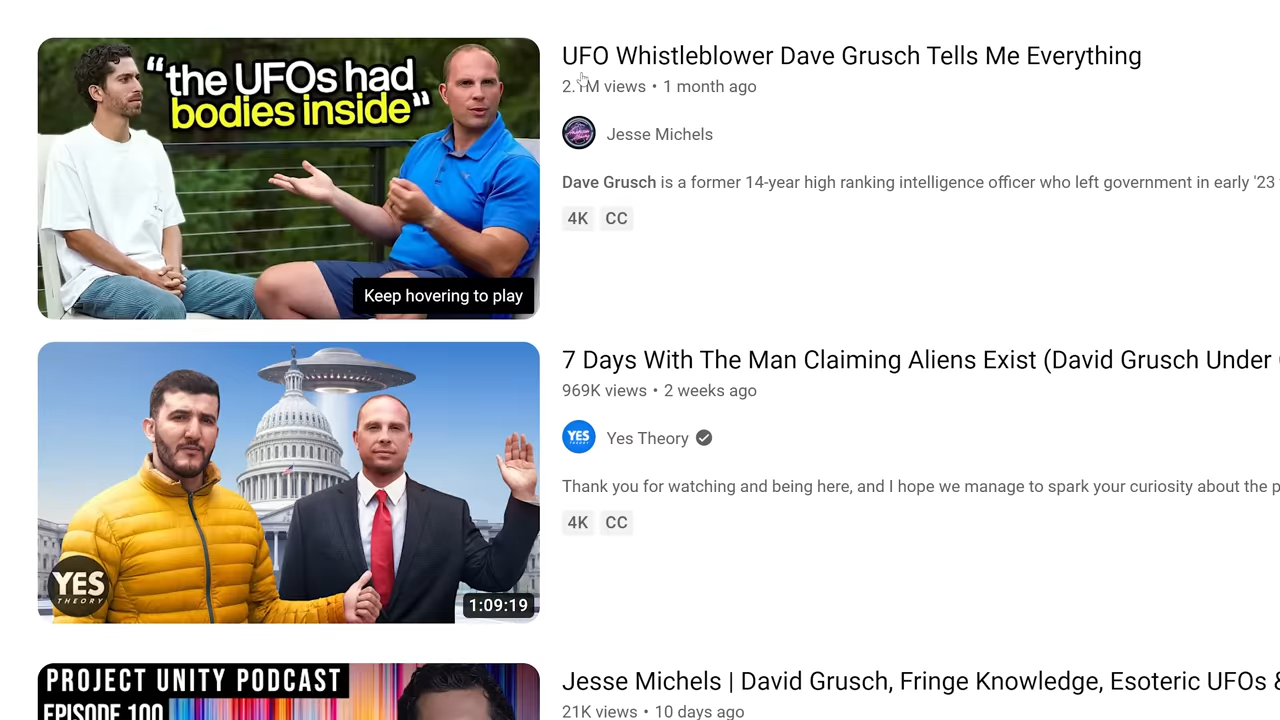 “the UFOs had
bodies inside”
Keep hovering to play
UFO Whistleblower Dave Grusch Tells Me Everything
views • 1 month ago
Jesse Michels
Dave Grusch is a former 14-year high ranking intelligence officer who left government in early '23
4K CC
YES
THEORY
1:09:19
7 Days With The Man Claiming Aliens Exist (David Grusch Under
969K views • 2 weeks ago
YES
THEORY
Yes Theory
Thank you for watching and being here, and I hope we manage to spark your curiosity about the p
4K CC
PROJECT UNITY PODCAST
EPISODE 100
Jesse Michels | David Grusch, Fringe Knowledge, Esoteric UFOs &
21K views • 10 days ago